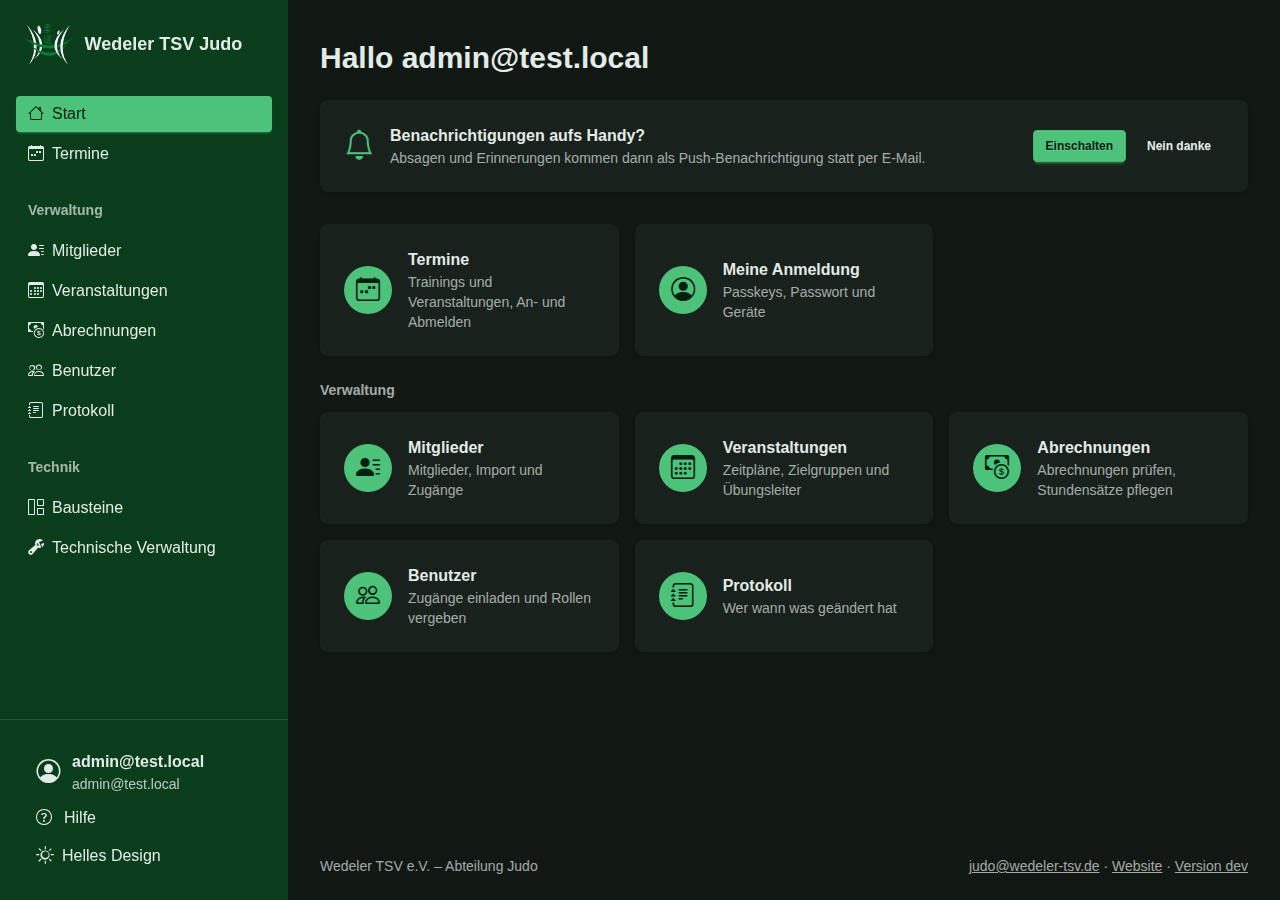 Wedeler TSV Judo
Start
Termine
Verwaltung
Mitglieder
Veranstaltungen
Abrechnungen
Benutzer
Protokoll
Technik
Bausteine
Technische Verwaltung
admin@test.local
admin@test.local
Hilfe
Helles Design
Hallo admin@test.local
Benachrichtigungen aufs Handy?
Absagen und Erinnerungen kommen dann als Push-Benachrichtigung statt per E-Mail.
Einschalten
Nein danke
Termine
Trainings und
Veranstaltungen, An- und
Abmelden
Meine Anmeldung
Passkeys, Passwort und
Geräte
Verwaltung
Mitglieder
Mitglieder, Import und
Zugänge
Veranstaltungen
Zeitpläne, Zielgruppen und
Übungsleiter
Abrechnungen
Abrechnungen prüfen,
Stundensätze pflegen
Benutzer
Zugänge einladen und Rollen
vergeben
Protokoll
Wer wann was geändert hat
Wedeler TSV e.V. – Abteilung Judo
judo@wedeler-tsv.de · Website · Version dev